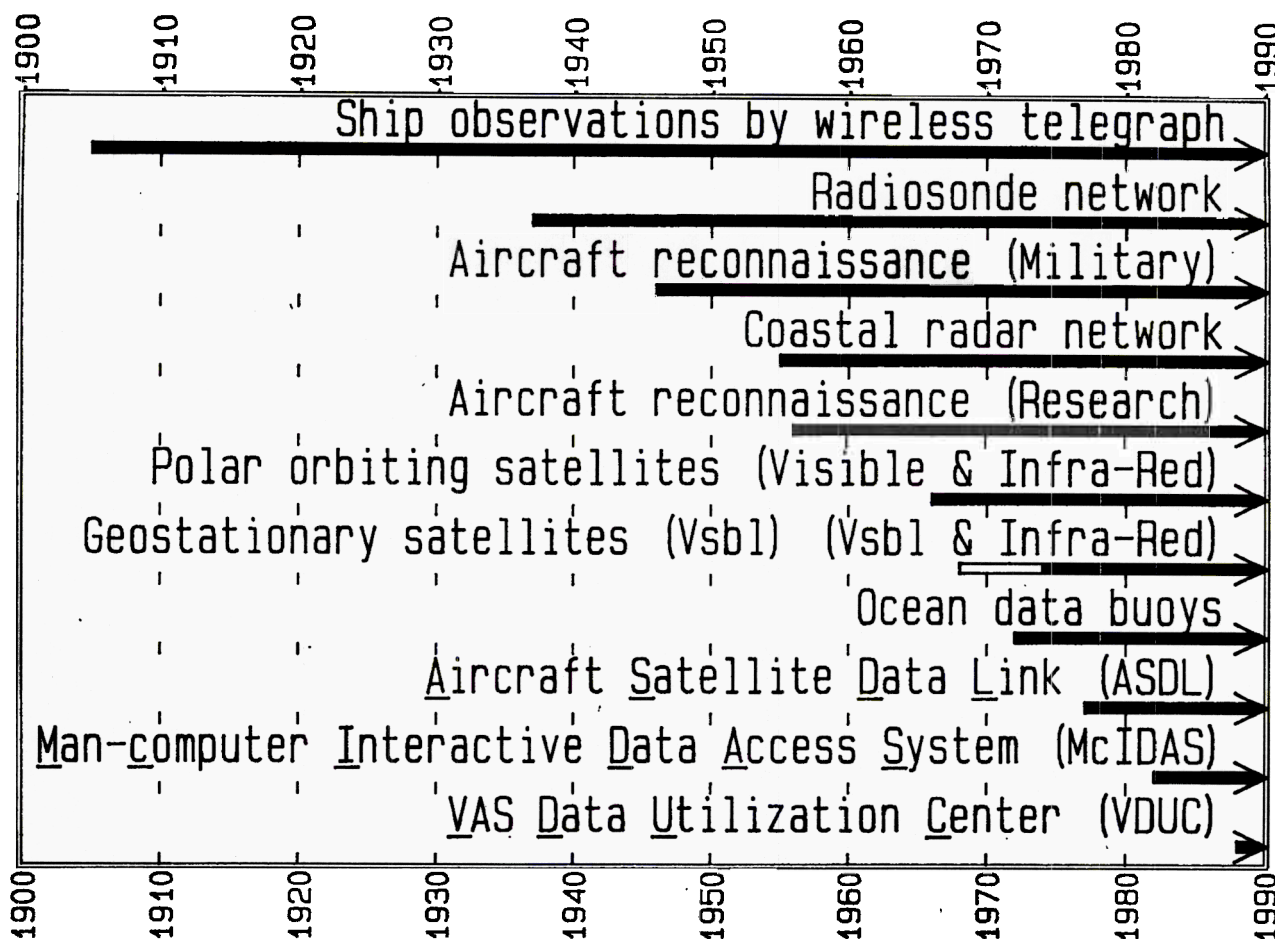 1900 1910 1920 1930 1940 1950 1960 1970 1980 1990
Ship observations by wireless telegraph
Radiosonde network
Aircraft reconnaissance (Military)
Coastal radar network
Aircraft reconnaissance (Research)
Polar orbiting satellites (Visible & Infra-Red)
Geostationary satellites (Vsbl) (Vsbl & Infra-Red)
Ocean data buoys
Aircraft Satellite Data Link (ASDL)
Man-computer Interactive Data Access System (McIDAS)
VAS Data Utilization Center (VDUC)
1900 1910 1920 1930 1940 1950 1960 1970 1980 1990